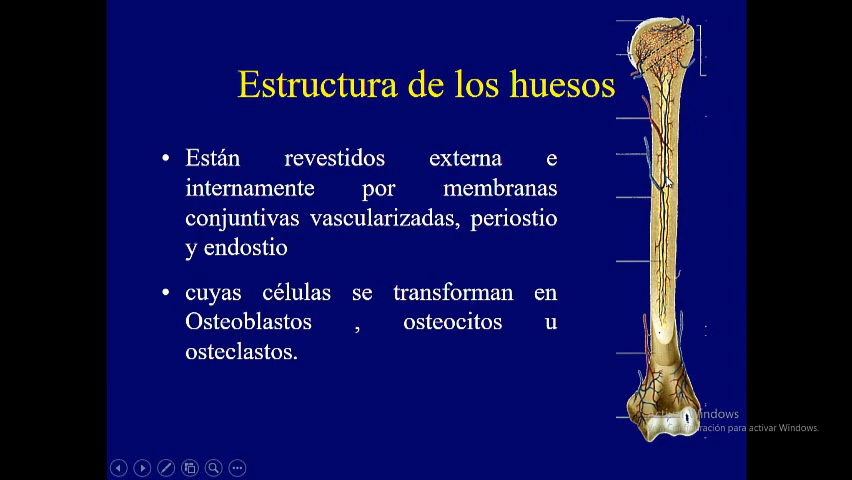 Estructura de los huesos
• Están revestidos externa e
internamente por membranas
conjuntivas vascularizadas, periostio
y endostio
• cuyas células se transforman en
Osteoblastos , osteocitos u
osteclastos.
Windows
ración para activar Windows.